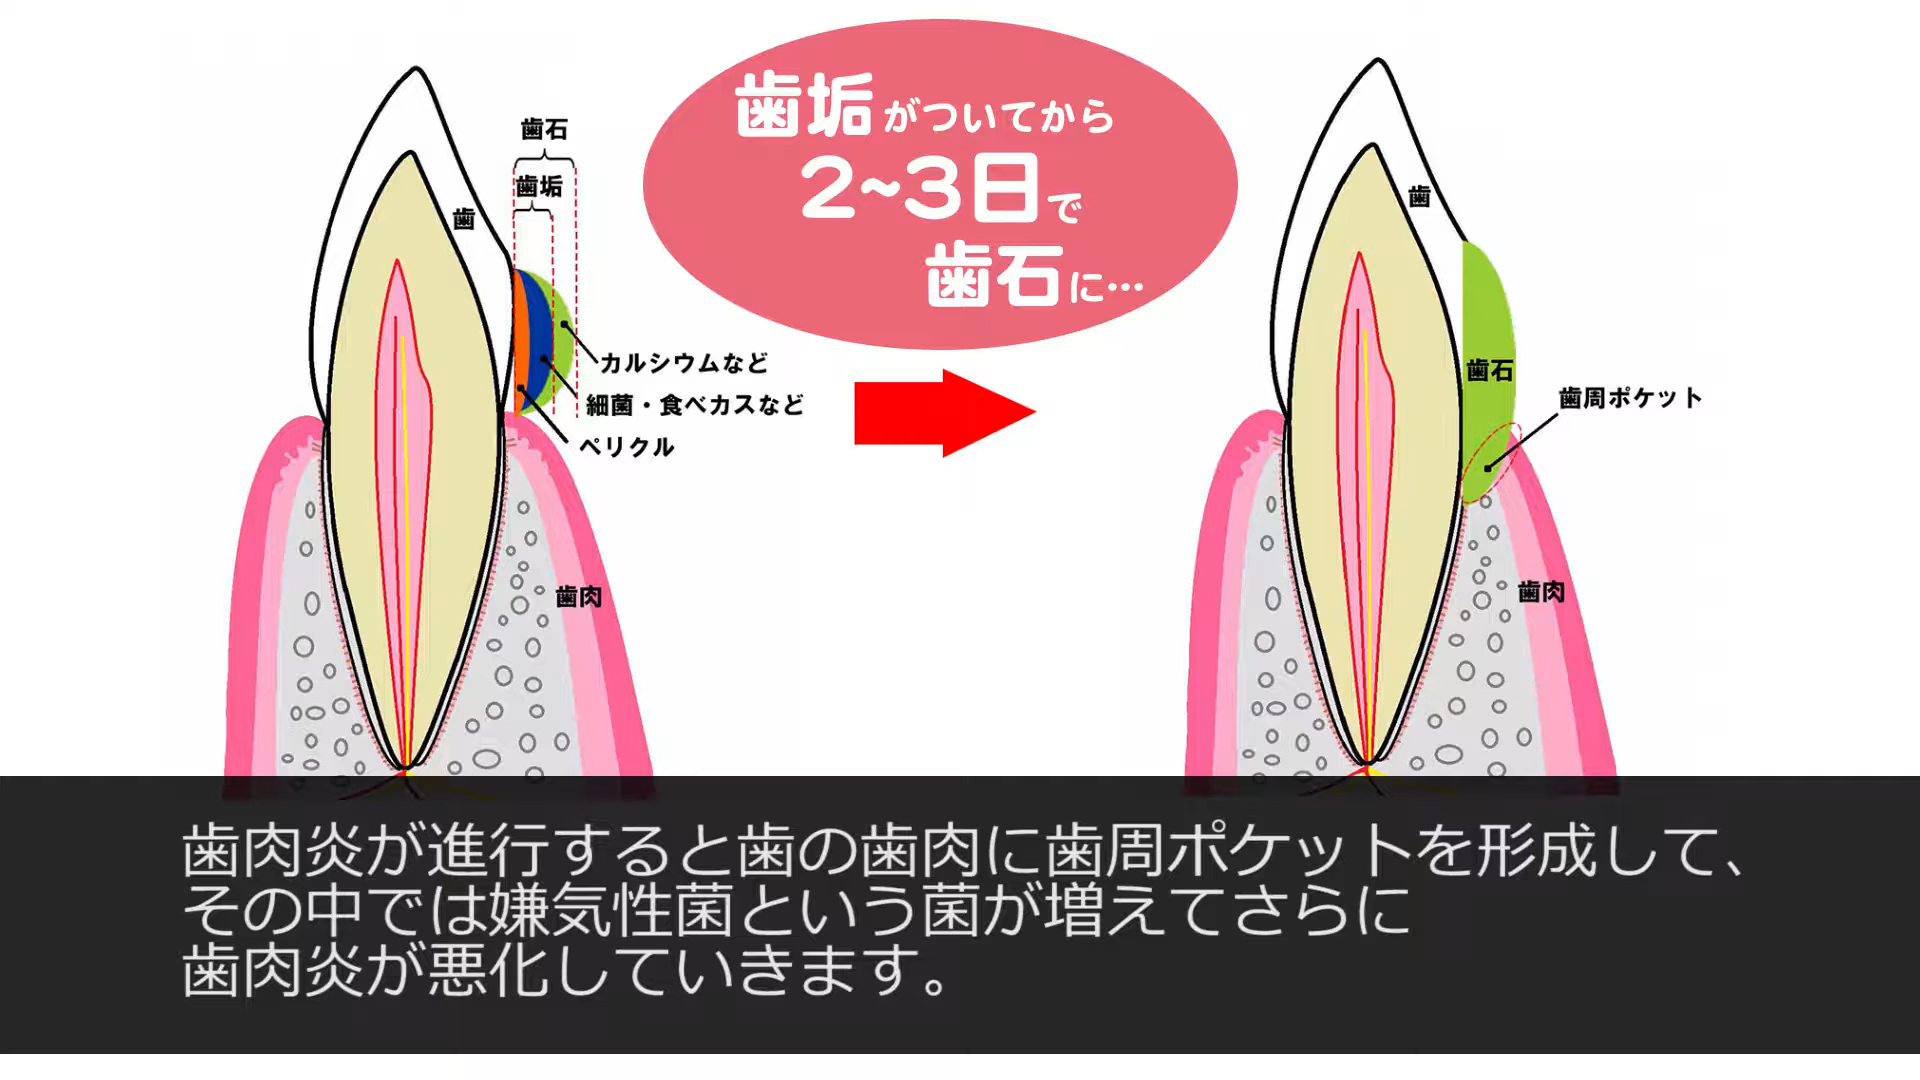 歯垢がついてから
2~3日で
歯石に…
歯石
歯垢
歯
カルシウムなど
細菌・食べカスなど
ペリクル
歯肉
歯
歯石
歯周ポケット
歯肉
歯肉炎が進行すると歯の歯肉に歯周ポケットを形成して、
その中では嫌気性菌という菌が増えてさらに
歯肉炎が悪化していきます。